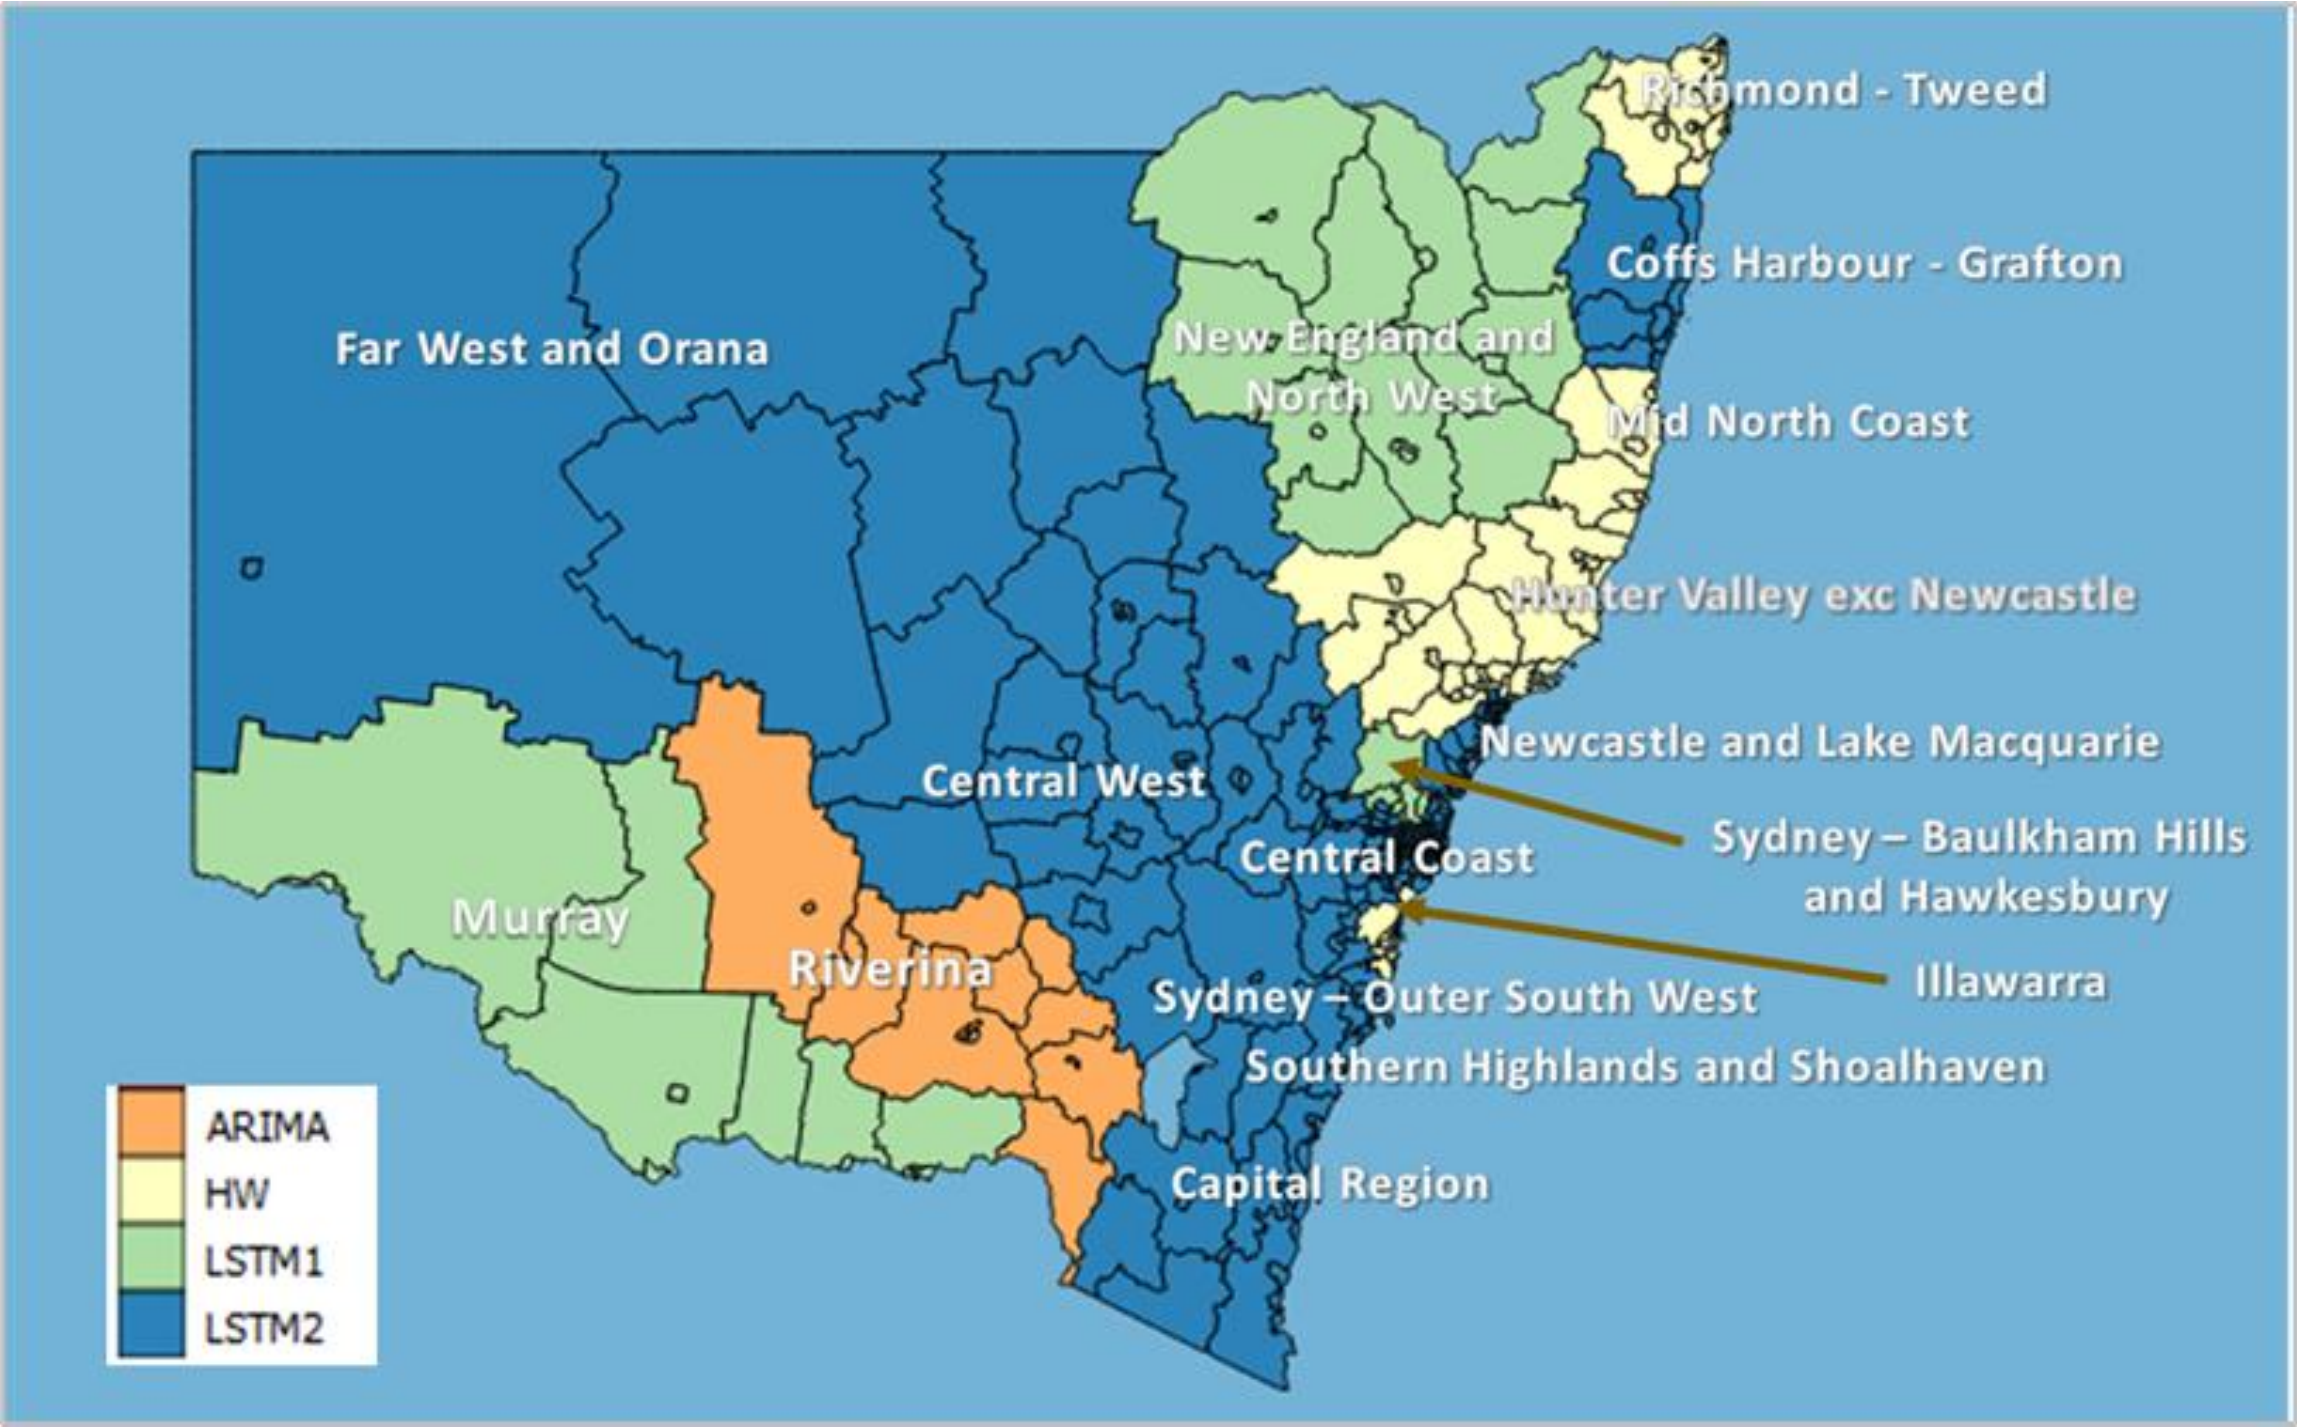 Richmond - Tweed
Coffs Harbour - Grafton
Far West and Orana
New England and
North West
Mid North Coast
Hunter Valley exc Newcastle
Newcastle and Lake Macquarie
Central West
Sydney – Baulkham Hills
and Hawkesbury
Central Coast
Murray
Riverina
Illawarra
Sydney – Outer South West
Southern Highlands and Shoalhaven
Capital Region
ARIMA
HW
LSTM1
LSTM2